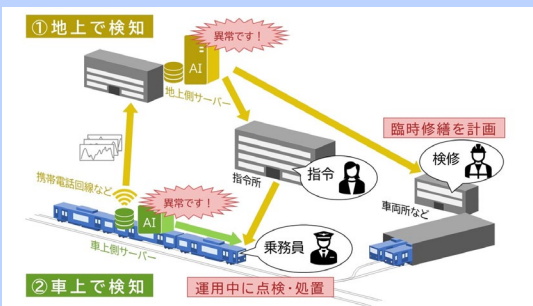 ①地上で検知
異常です！
AI
地上側サーバー
臨時修繕を計画
検修
指令
指令所
車両所など
携帯電話回線など
異常です！
AI
車上側サーバー
乗務員
②車上で検知
運用中に点検・処置